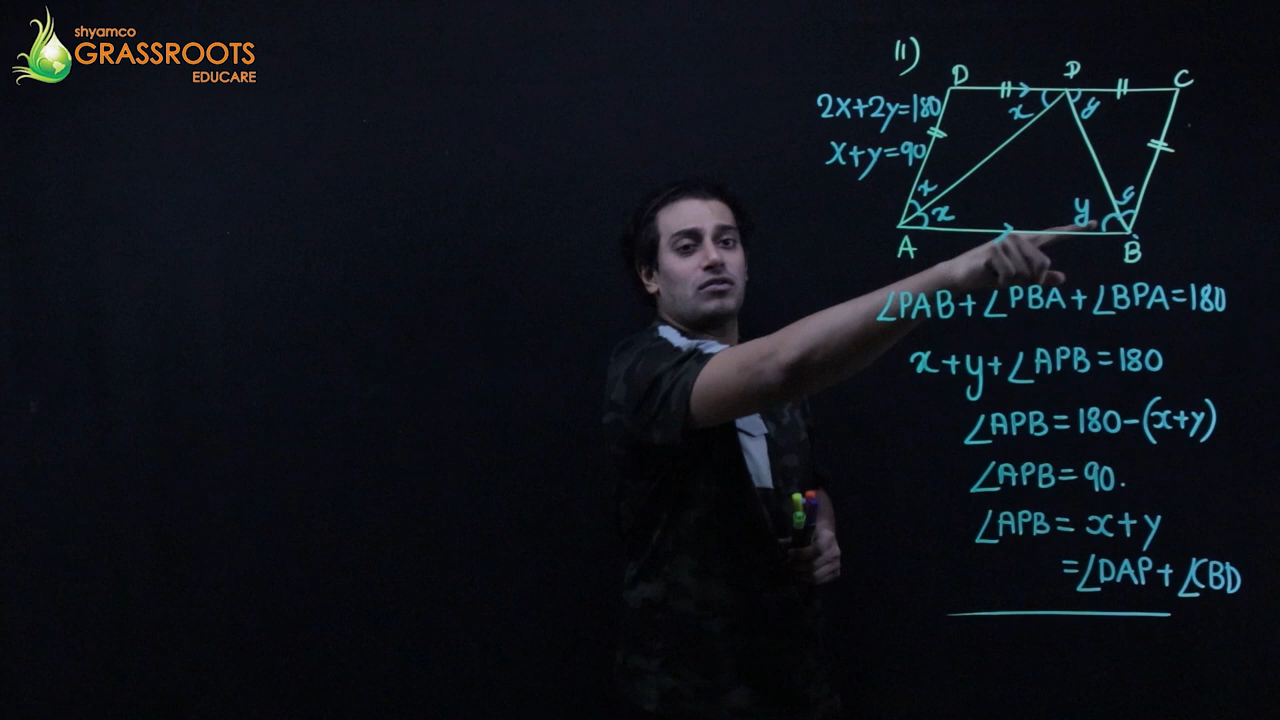 shyamco
GRASSROOTS
EDUCARE
11)
D P C
2x+2y=180
x y
x+y=90
x
x y y
A B
∠PAB+∠PBA+∠BPA=180
x+y+∠APB=180
∠APB=180-(x+y)
∠APB=90.
∠APB=x+y
=∠DAP+∠CBD